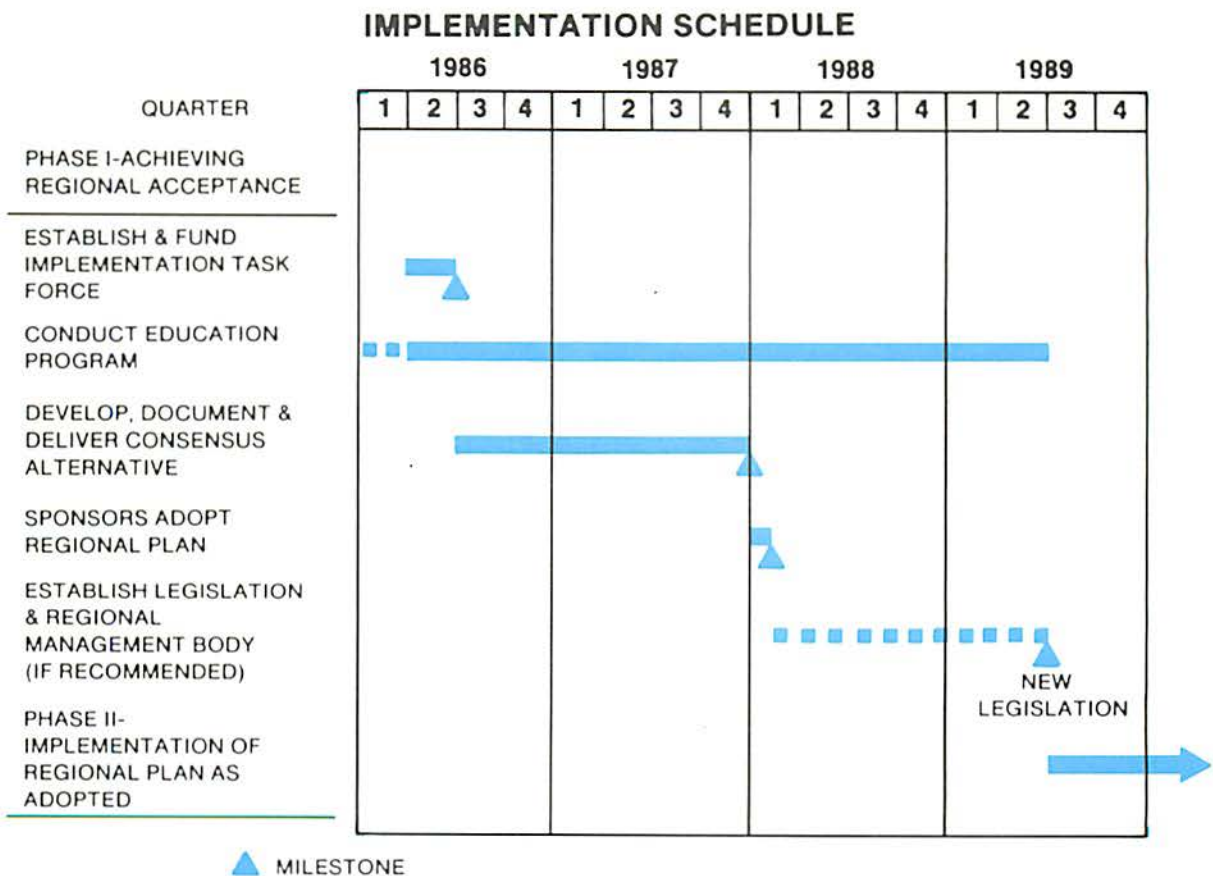 IMPLEMENTATION SCHEDULE
1986 1987 1988 1989
QUARTER 1 2 3 4 1 2 3 4 1 2 3 4 1 2 3 4
PHASE I-ACHIEVING
REGIONAL ACCEPTANCE
ESTABLISH & FUND
IMPLEMENTATION TASK
FORCE
CONDUCT EDUCATION
PROGRAM
DEVELOP, DOCUMENT &
DELIVER CONSENSUS
ALTERNATIVE
SPONSORS ADOPT
REGIONAL PLAN
ESTABLISH LEGISLATION
& REGIONAL
MANAGEMENT BODY
(IF RECOMMENDED)
NEW
LEGISLATION
PHASE II-
IMPLEMENTATION OF
REGIONAL PLAN AS
ADOPTED
MILESTONE